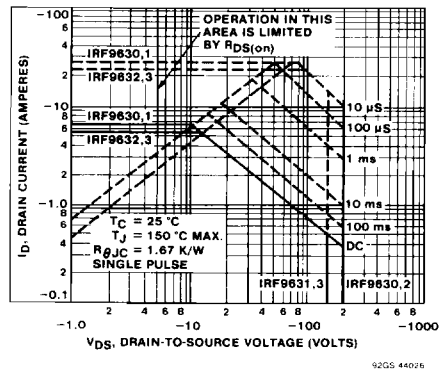 -100
OPERATION IN THIS
AREA IS LIMITED
BY RDS(on)
8
6
4
2
IRF9630,1
IRF9632,3
-10
IRF9630,1
8
6
IRF9632,3
4
2
-1.0
8
6
4
2
-0.1
ID, DRAIN CURRENT (AMPERES)
10 µS
100 µS
1 ms
10 ms
100 ms
DC
TC = 25 °C
TJ = 150 °C MAX.
RθJC = 1.67 K/W
SINGLE PULSE
IRF9631,3
IRF9630,2
-1.0 2 4 6 8 -10 2 4 6 8 -100 2 4 6 8 -1000
VDS, DRAIN-TO-SOURCE VOLTAGE (VOLTS)
92GS 44026